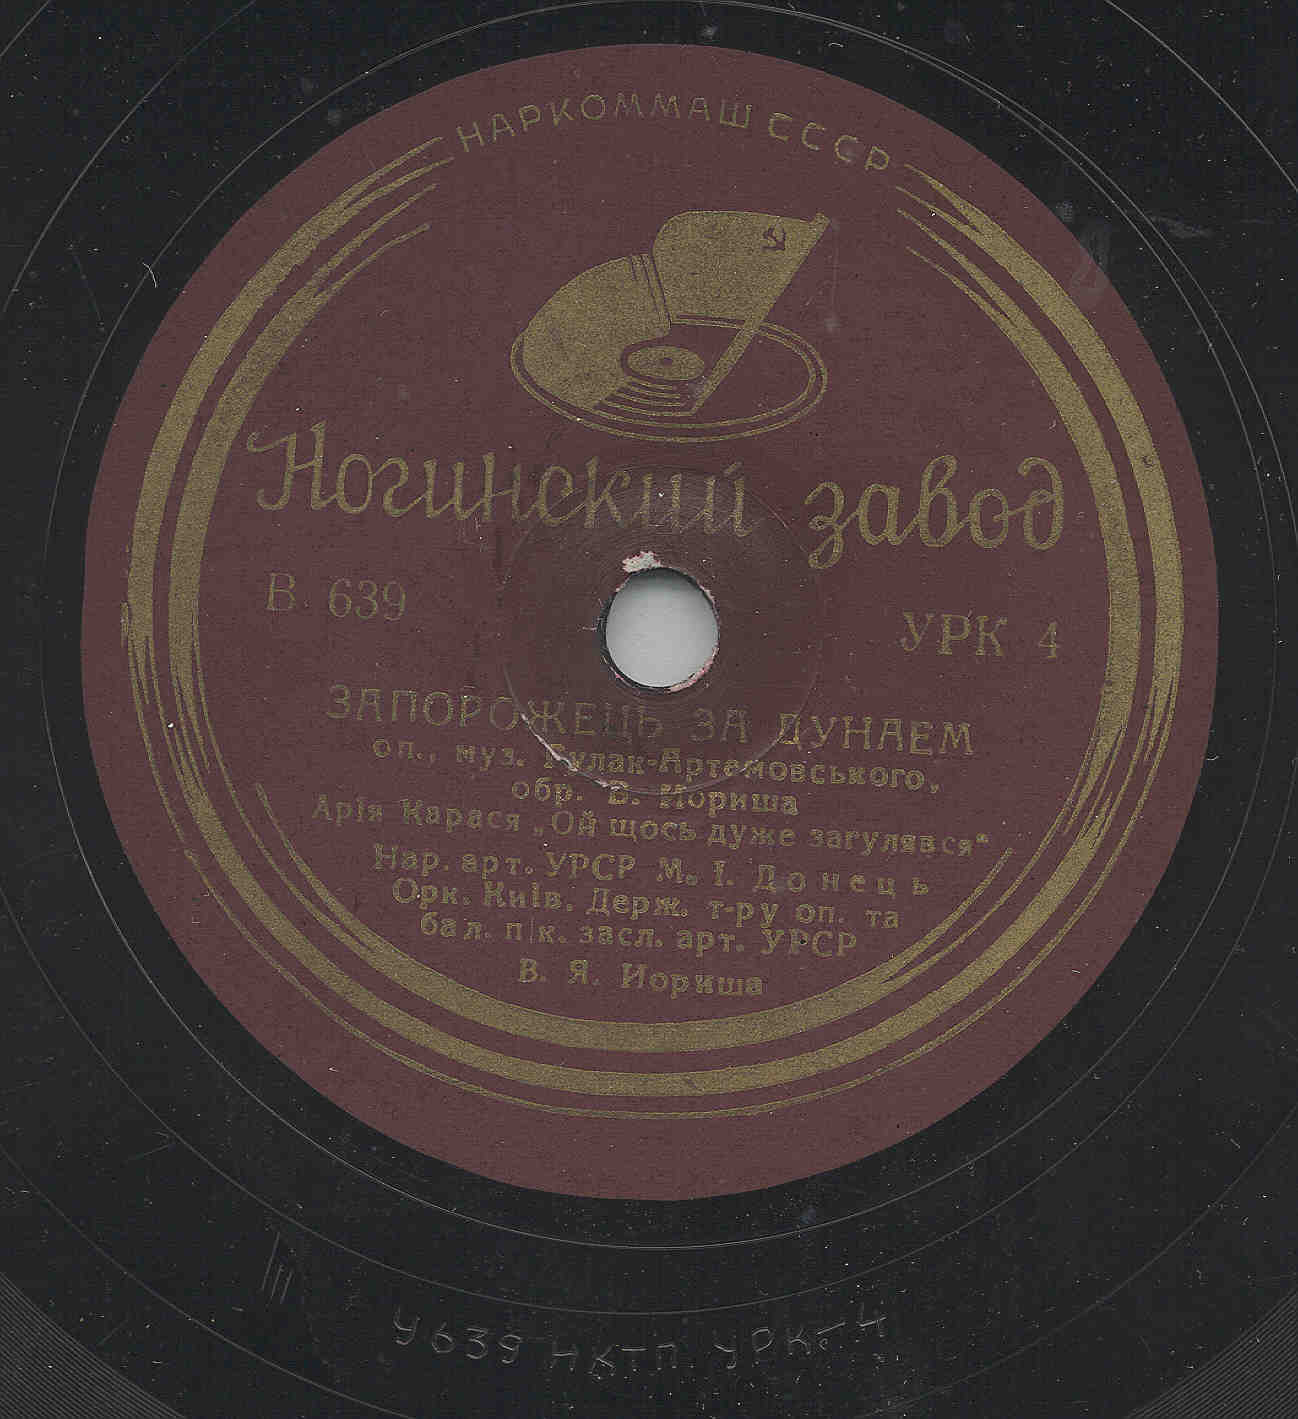 НАРКОММАШ СССР
Ногинский завод
В 639
УРК 4
ЗАПОРОЖЕЦЬ ЗА ДУНАЕМ
оп., муз. Гулак-Артемовського,
обр. В. Иориша
Арія Карася „Ой щось дуже загулявся"
Нар. арт. УРСР М. І. Донець
Орк. Київ. Держ. т-ру оп. та
бал. п/к. засл. арт. УРСР
В. Я. Иориша
У639 НКТП УРК-4